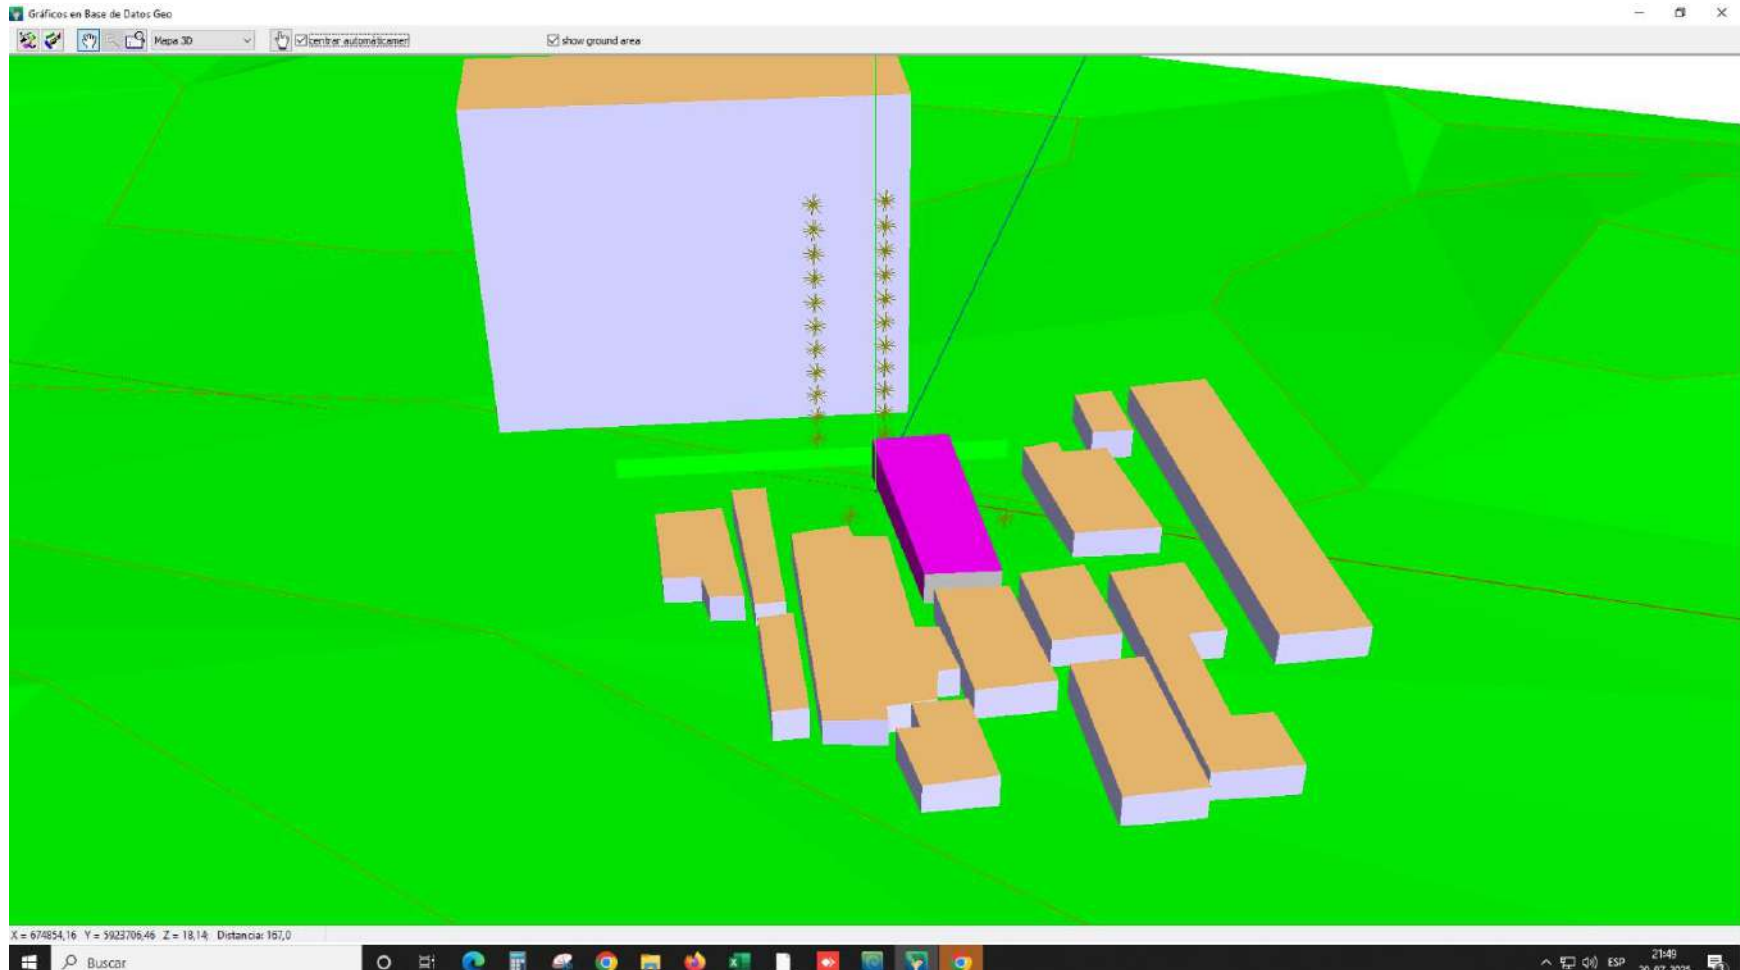 Gráficos en Base de Datos Geo
Mapa 3D
centrar automáticamer
show ground area
X = 674854,16 Y = 5923706,46 Z = 18,14; Distancia: 167,0
Buscar
ESP
21:49